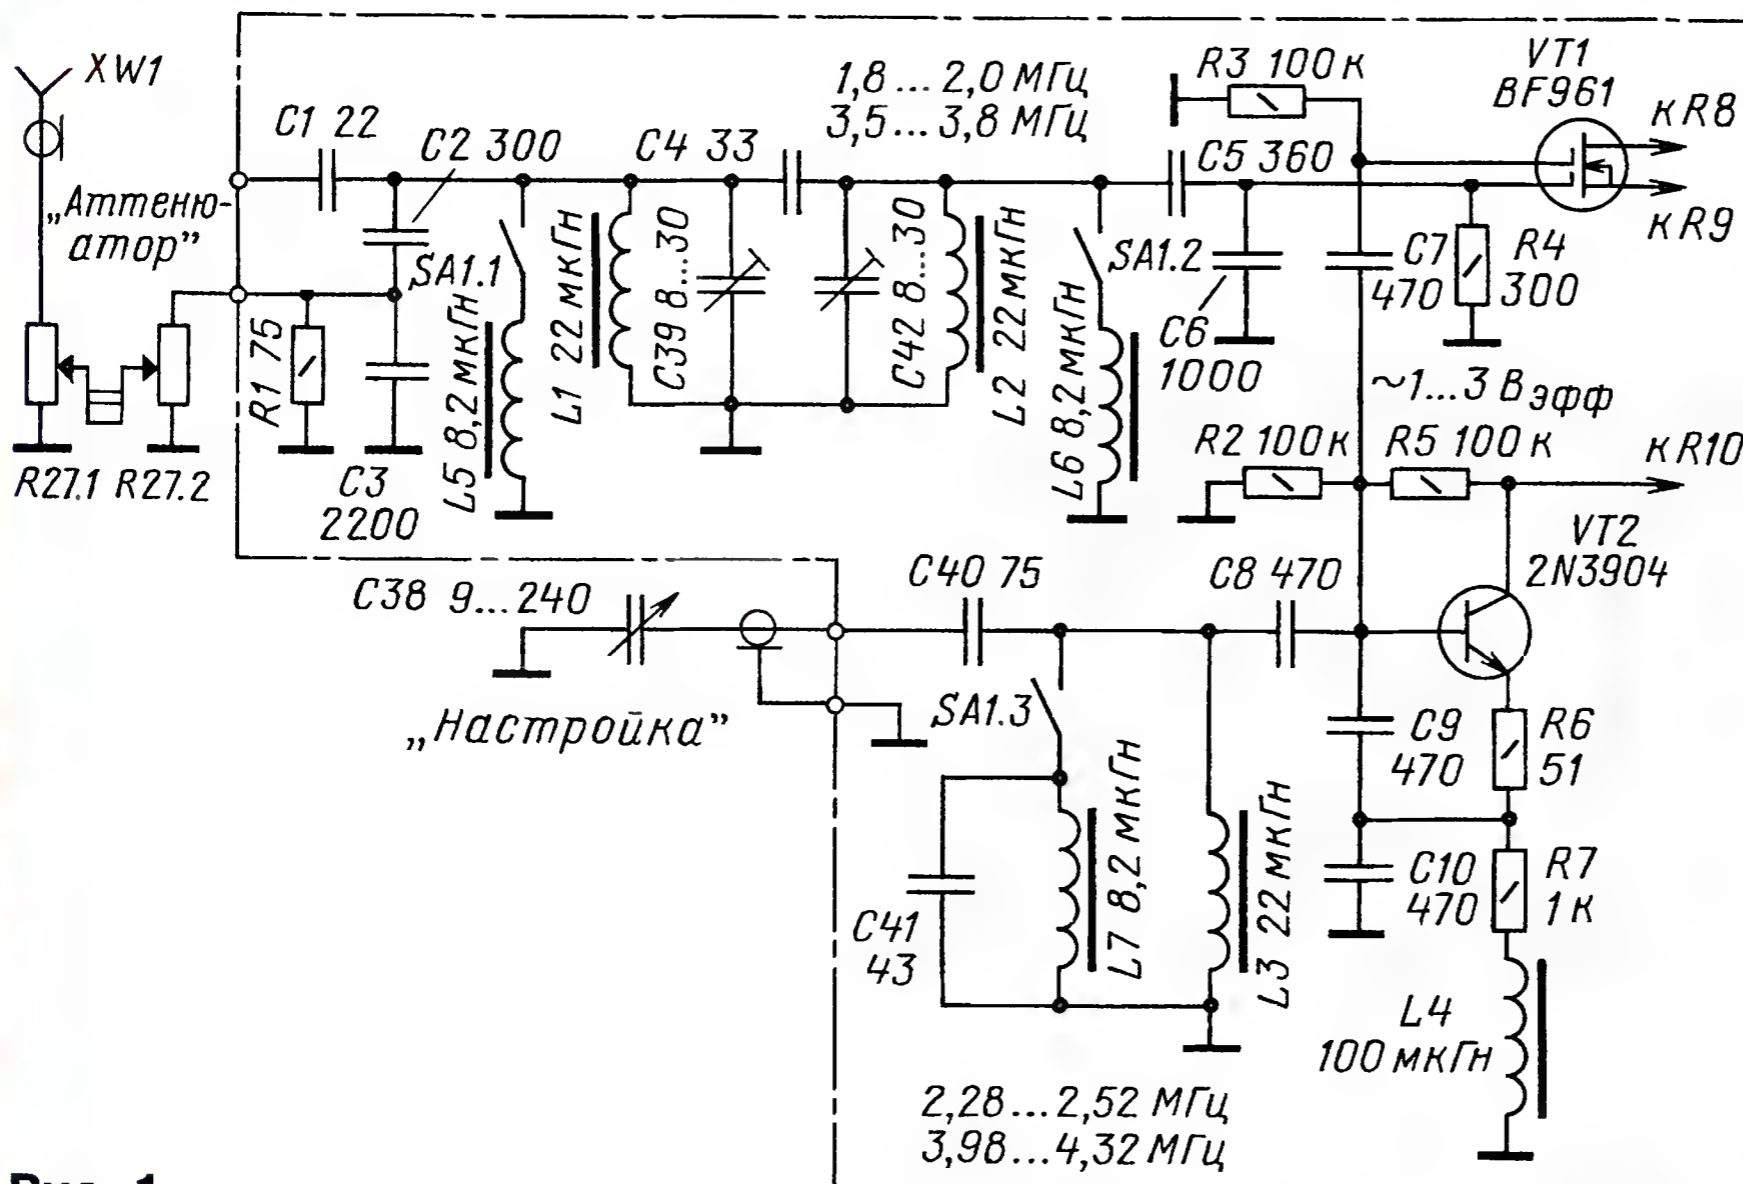 XW1
„Аттеню-
атор”
R27.1 R27.2
C1 22
C2 300
R1 75
C3
2200
SA1.1
L5 8,2 мкГн
L1 22 мкГн
C4 33
C39 8...30
1,8 ... 2,0 МГц
3,5 ... 3,8 МГц
C42 8...30
L2 22 мкГн
SA1.2
L6 8,2 мкГн
R3 100 к
C5 360
C6
1000
C7
470
R4
300
VT1
BF961
к R8
к R9
~1...3 Вэфф
R2 100 к
R5 100 к
к R10
VT2
2N3904
C38 9...240
„Настройка”
C40 75
C8 470
SA1.3
C41
43
L7 8,2 мкГн
L3 22 мкГн
C9
470
R6
51
C10
470
R7
1 к
L4
100 мкГн
2,28...2,52 МГц
3,98...4,32 МГц